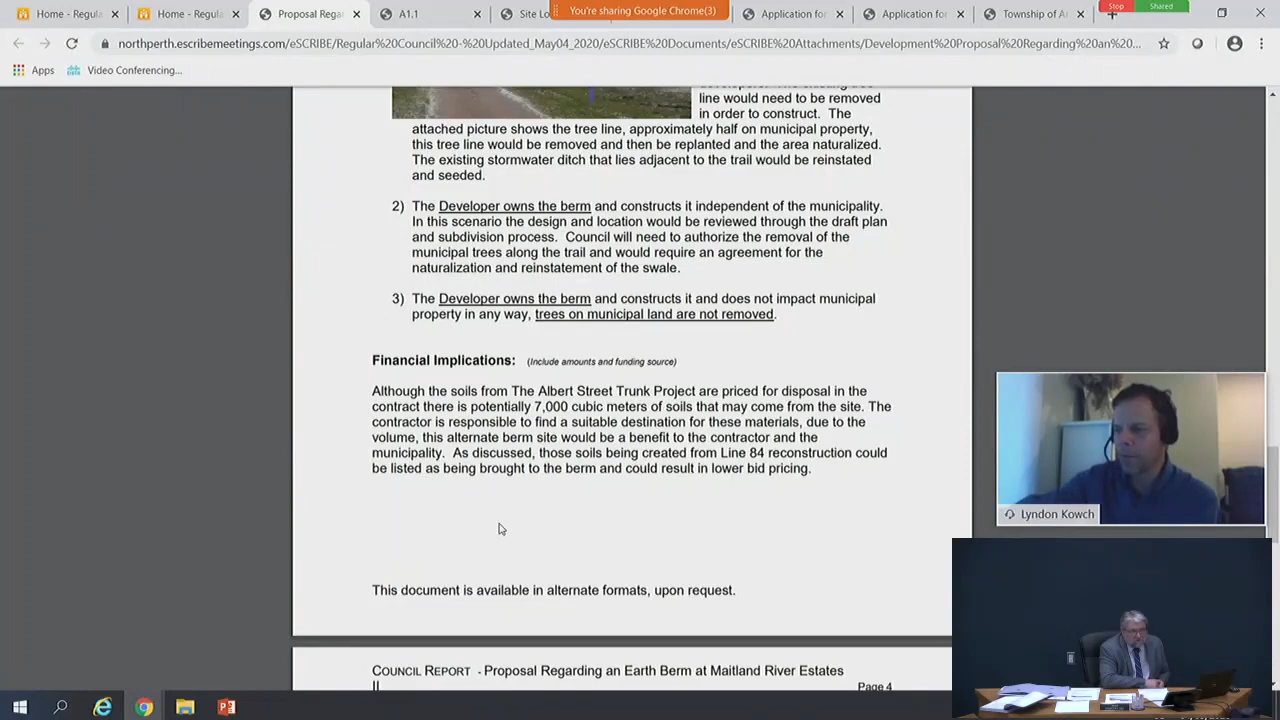 Home - Regula
Home - Regula
Proposal Regar
A1.1
Site Lo
You're sharing Google Chrome(3)
Application for
Application for
Township of A
Stop
Shared
northperth.escribemeetings.com/eSCRIBE/Regular%20Council%20-%20Updated_May04_2020/eSCRIBE%20Documents/eSCRIBE%20Attachments/Development%20Proposal%20Regarding%20an%20...
Apps
Video Conferencing...
line would need to be removed
in order to construct. The
attached picture shows the tree line, approximately half on municipal property,
this tree line would be removed and then be replanted and the area naturalized.
The existing stormwater ditch that lies adjacent to the trail would be reinstated
and seeded.
2) The Developer owns the berm and constructs it independent of the municipality.
In this scenario the design and location would be reviewed through the draft plan
and subdivision process. Council will need to authorize the removal of the
municipal trees along the trail and would require an agreement for the
naturalization and reinstatement of the swale.
3) The Developer owns the berm and constructs it and does not impact municipal
property in any way, trees on municipal land are not removed.
Financial Implications: (Include amounts and funding source)
Although the soils from The Albert Street Trunk Project are priced for disposal in the
contract there is potentially 7,000 cubic meters of soils that may come from the site. The
contractor is responsible to find a suitable destination for these materials, due to the
volume, this alternate berm site would be a benefit to the contractor and the
municipality. As discussed, those soils being created from Line 84 reconstruction could
be listed as being brought to the berm and could result in lower bid pricing.
Lyndon Kowch
This document is available in alternate formats, upon request.
COUNCIL REPORT - Proposal Regarding an Earth Berm at Maitland River Estates
II
Page 4